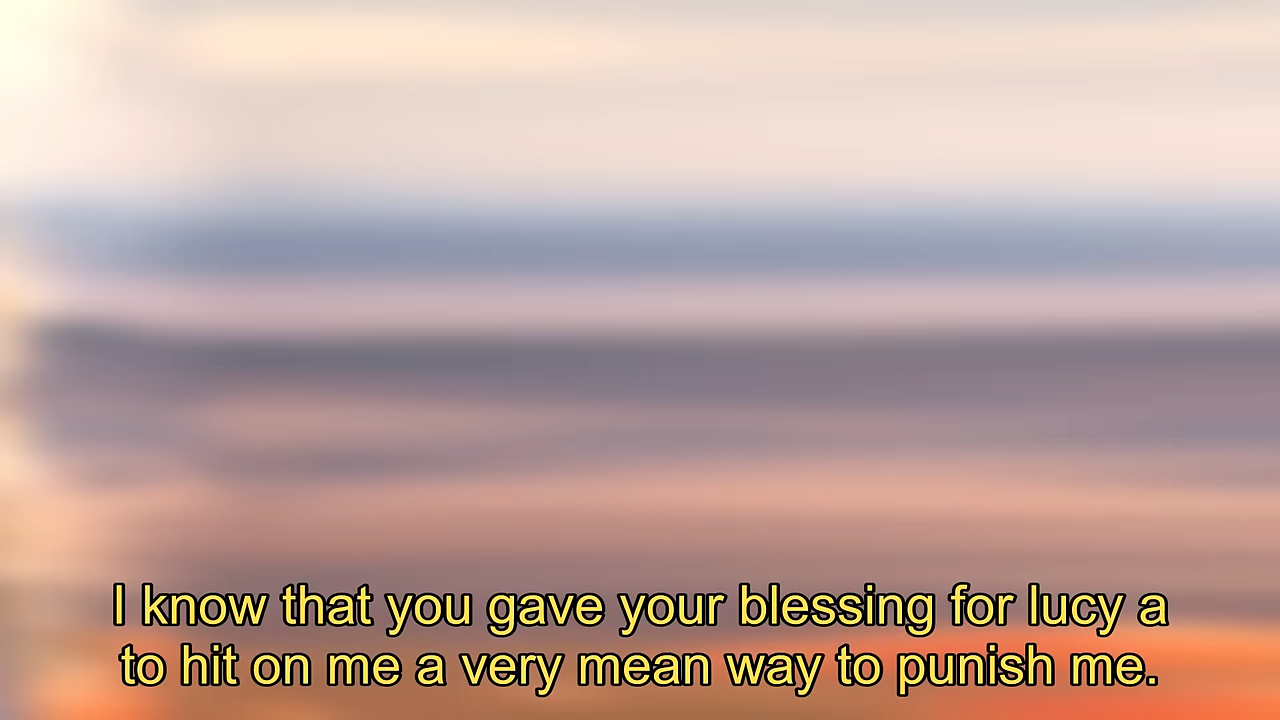 I know that you gave your blessing for lucy a
to hit on me a very mean way to punish me.